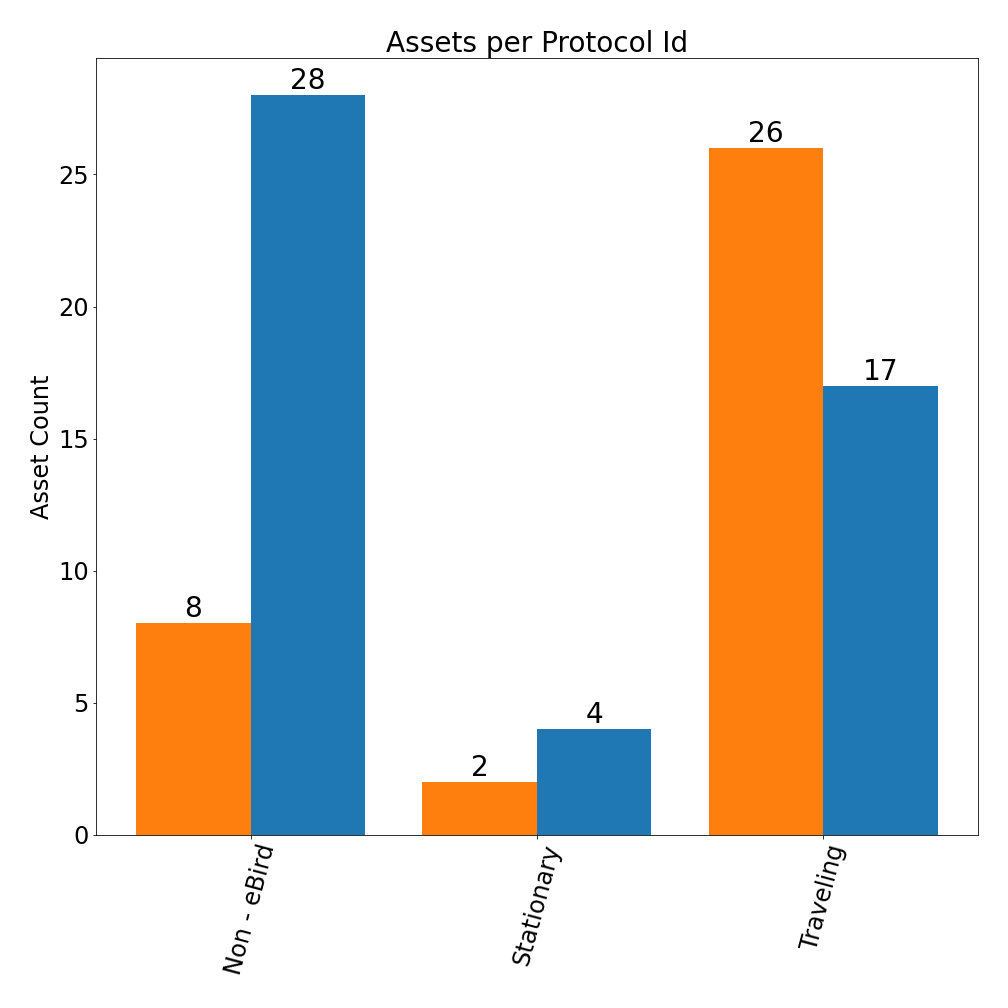 Assets per Protocol Id
28
26
25
20
17
15
Asset Count
10
8
5
4
2
0
Non - eBird
Stationary
Traveling